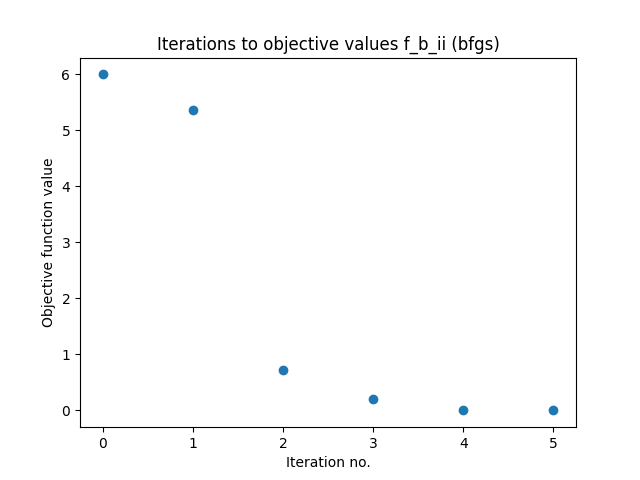 Iterations to objective values f_b_ii (bfgs)
6
5
4
3
2
1
0
Objective function value
0 1 2 3 4 5
Iteration no.